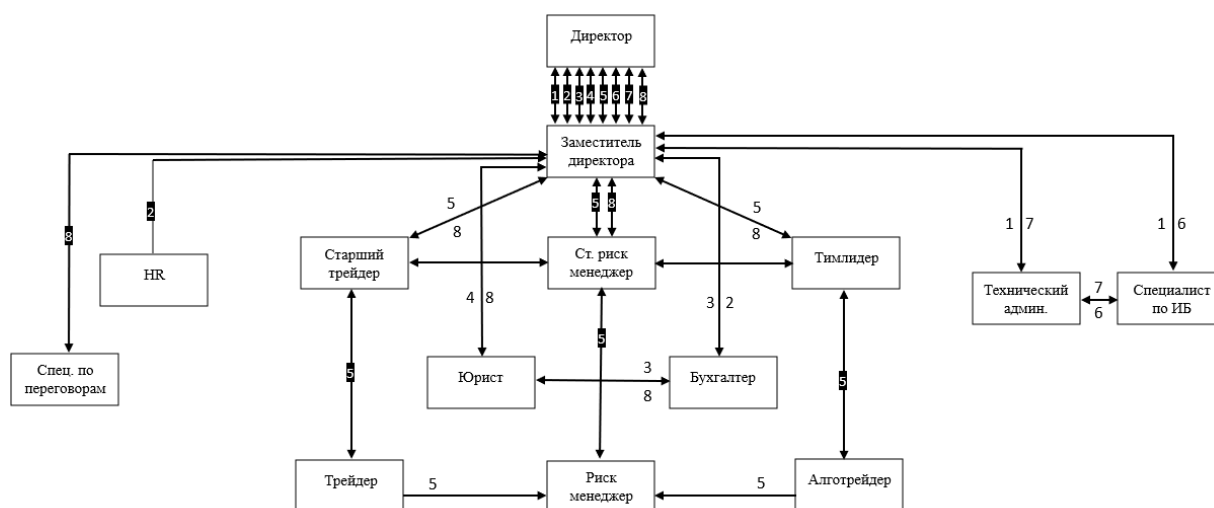 Директор
1 2 3 4 5 6 7 8
Заместитель
директора
5
8
5 8
5
8
1 7
1 6
2
8
HR
Старший
трейдер
Ст. риск
менеджер
Тимлидер
4 8
3 2
Технический
админ.
7
6
Специалист
по ИБ
5
Спец. по
переговорам
5
Юрист
3
8
Бухгалтер
5
Трейдер
5
Риск
менеджер
5
Алготрейдер